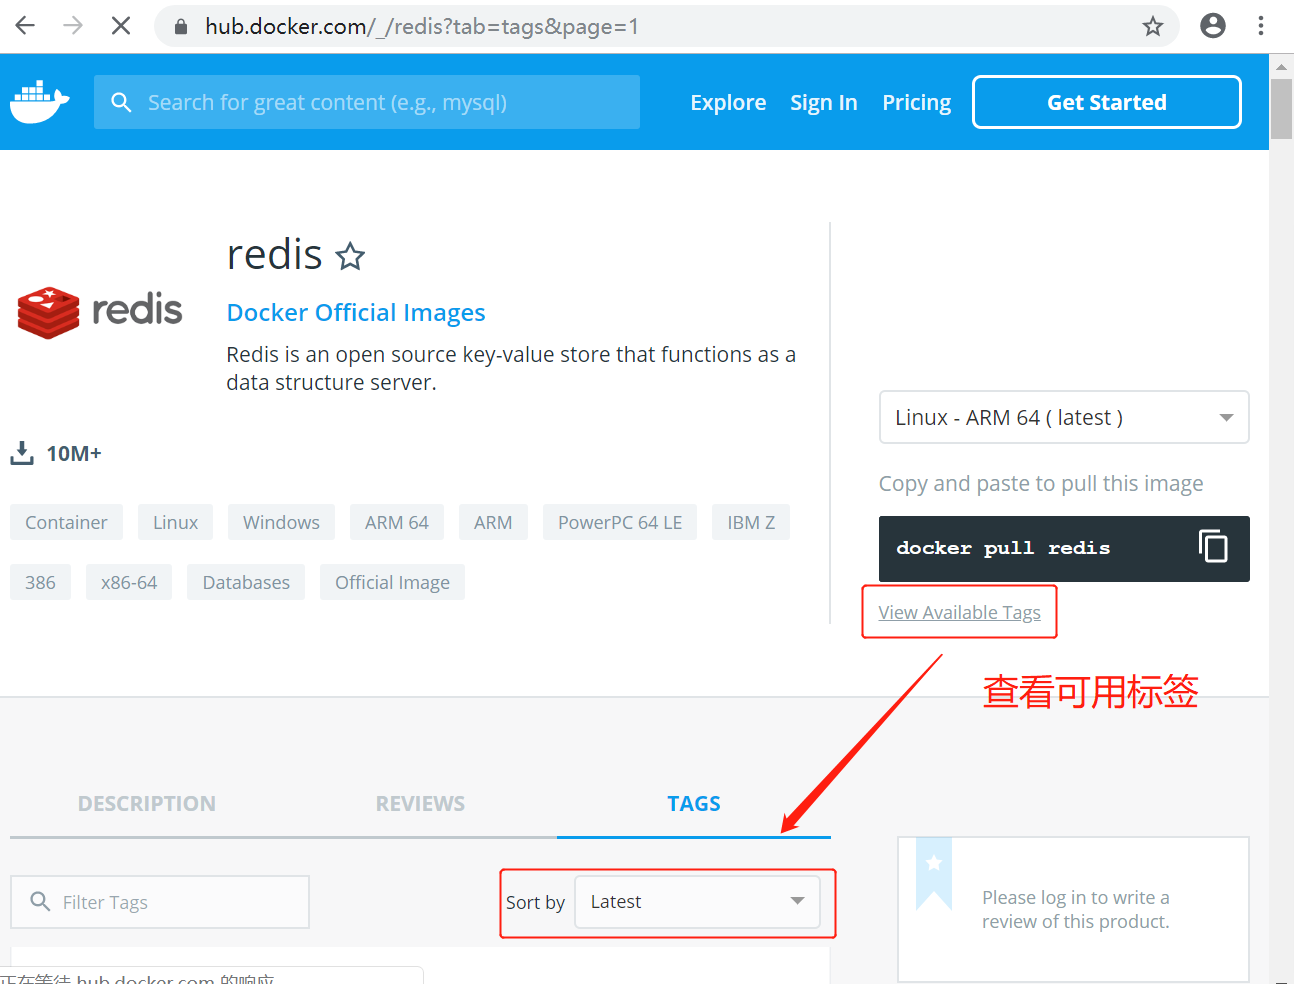 hub.docker.com/_/redis?tab=tags&page=1
Search for great content (e.g., mysql)
Explore
Sign In
Pricing
Get Started
redis
redis
Docker Official Images
Redis is an open source key-value store that functions as a
data structure server.
10M+
Container
Linux
Windows
ARM 64
ARM
PowerPC 64 LE
IBM Z
386
x86-64
Databases
Official Image
Linux - ARM 64 ( latest )
Copy and paste to pull this image
docker pull redis
View Available Tags
查看可用标签
DESCRIPTION
REVIEWS
TAGS
Filter Tags
Sort by
Latest
Please log in to write a
review of this product.
正在等待 hub.docker.com 的响应